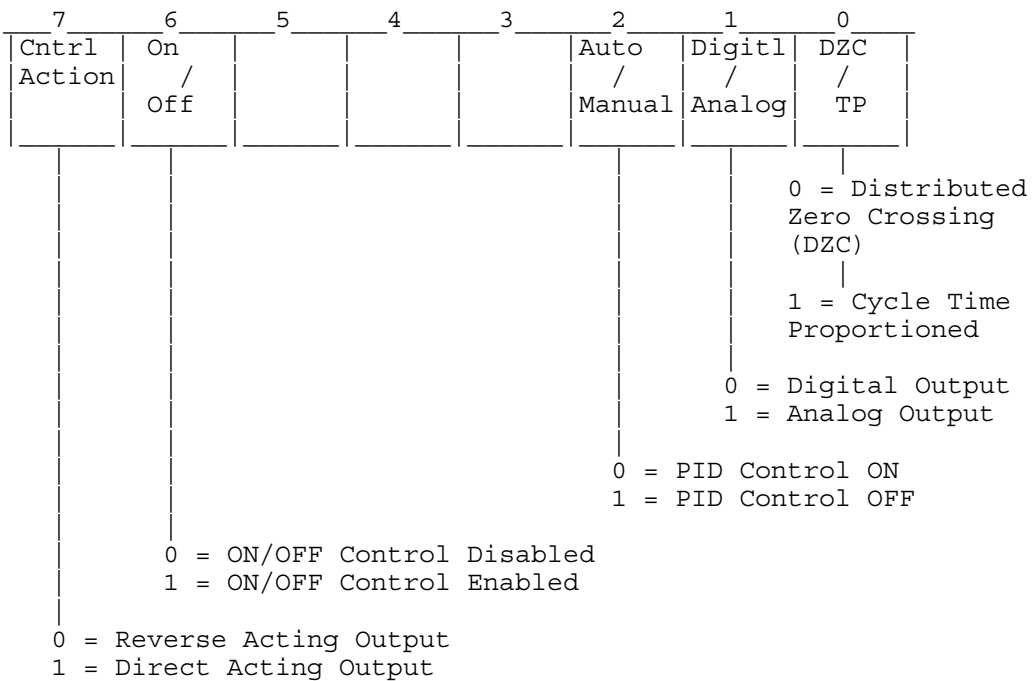 7 6 5 4 3 2 1 0
Cntrl On Auto Digitl DZC
Action / / / /
Off Manual Analog TP
0 = Distributed
Zero Crossing
(DZC)
1 = Cycle Time
Proportioned
0 = Digital Output
1 = Analog Output
0 = PID Control ON
1 = PID Control OFF
0 = ON/OFF Control Disabled
1 = ON/OFF Control Enabled
0 = Reverse Acting Output
1 = Direct Acting Output